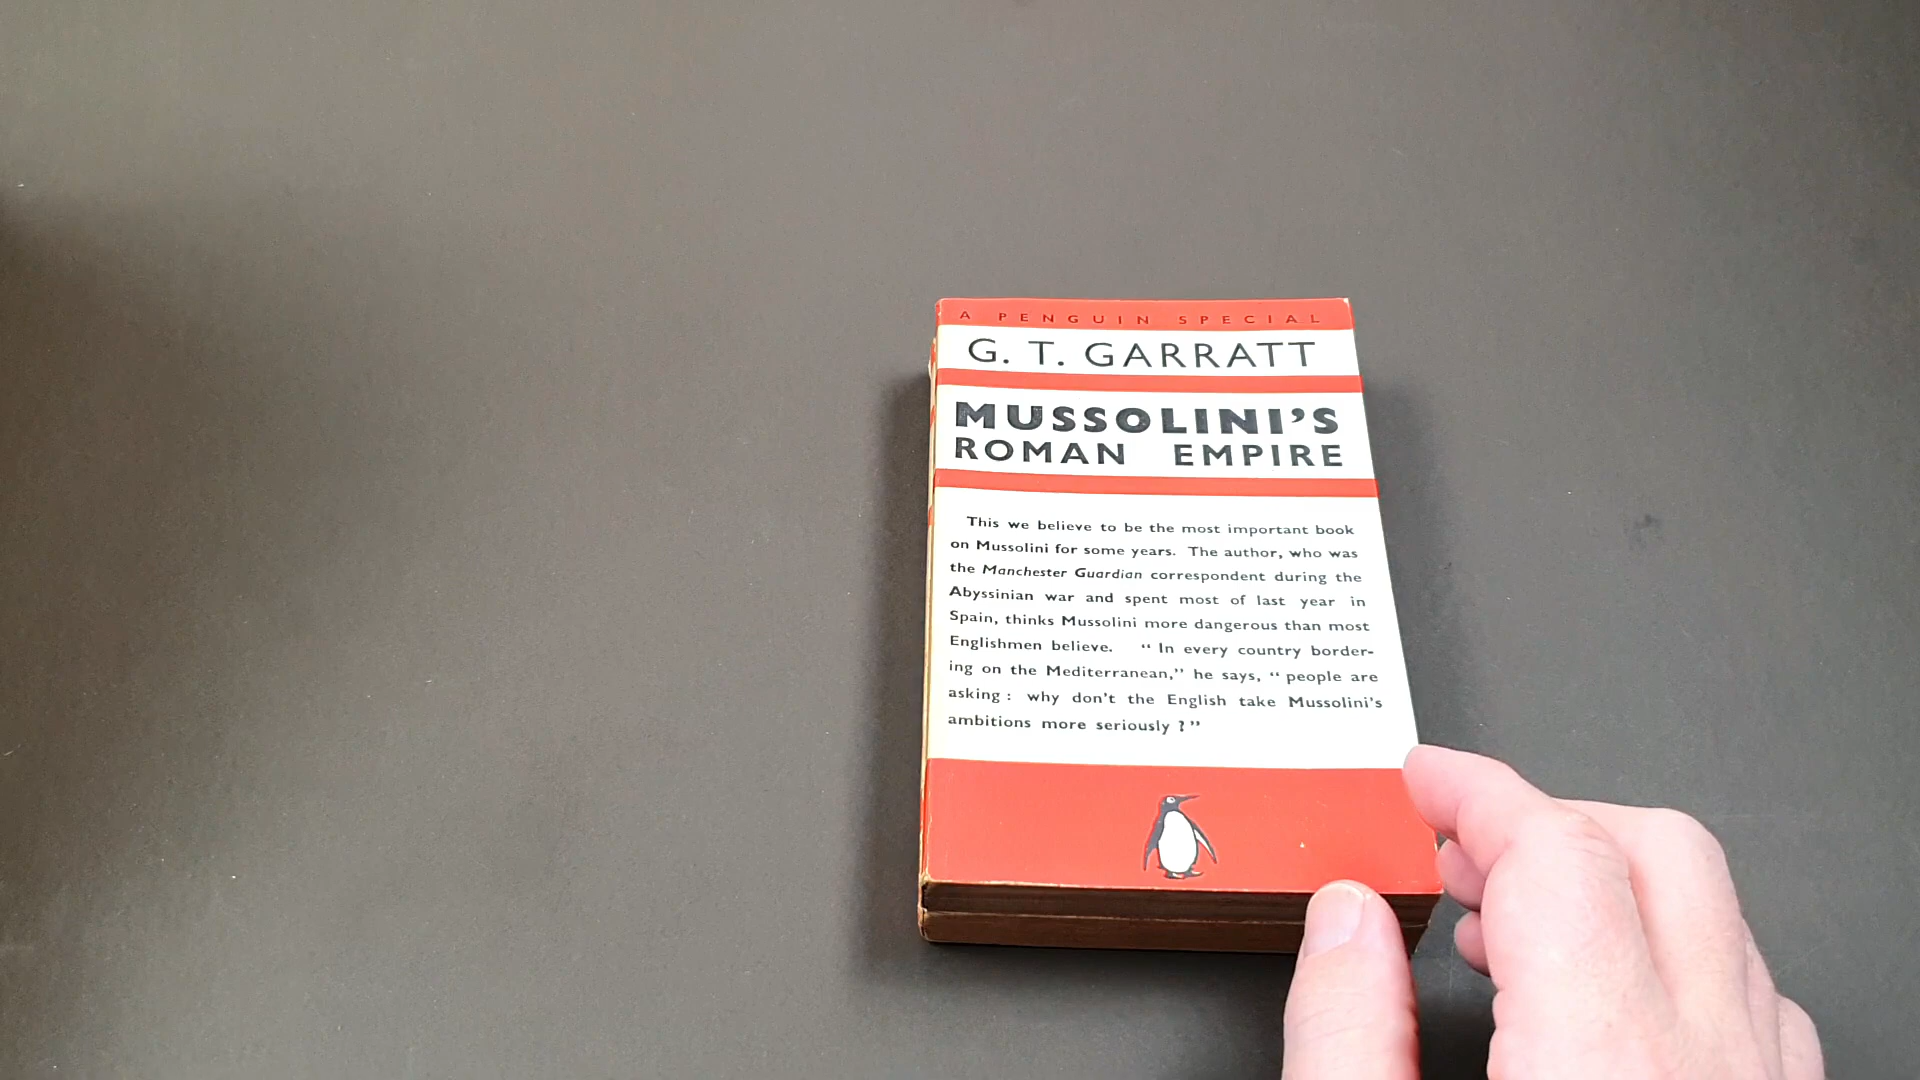 A PENGUIN SPECIAL
G. T. GARRATT
MUSSOLINI'S
ROMAN EMPIRE
This we believe to be the most important book
on Mussolini for some years. The author, who was
the Manchester Guardian correspondent during the
Abyssinian war and spent most of last year in
Spain, thinks Mussolini more dangerous than most
Englishmen believe. “ In every country border-
ing on the Mediterranean,” he says, “ people are
asking : why don't the English take Mussolini's
ambitions more seriously ? ”